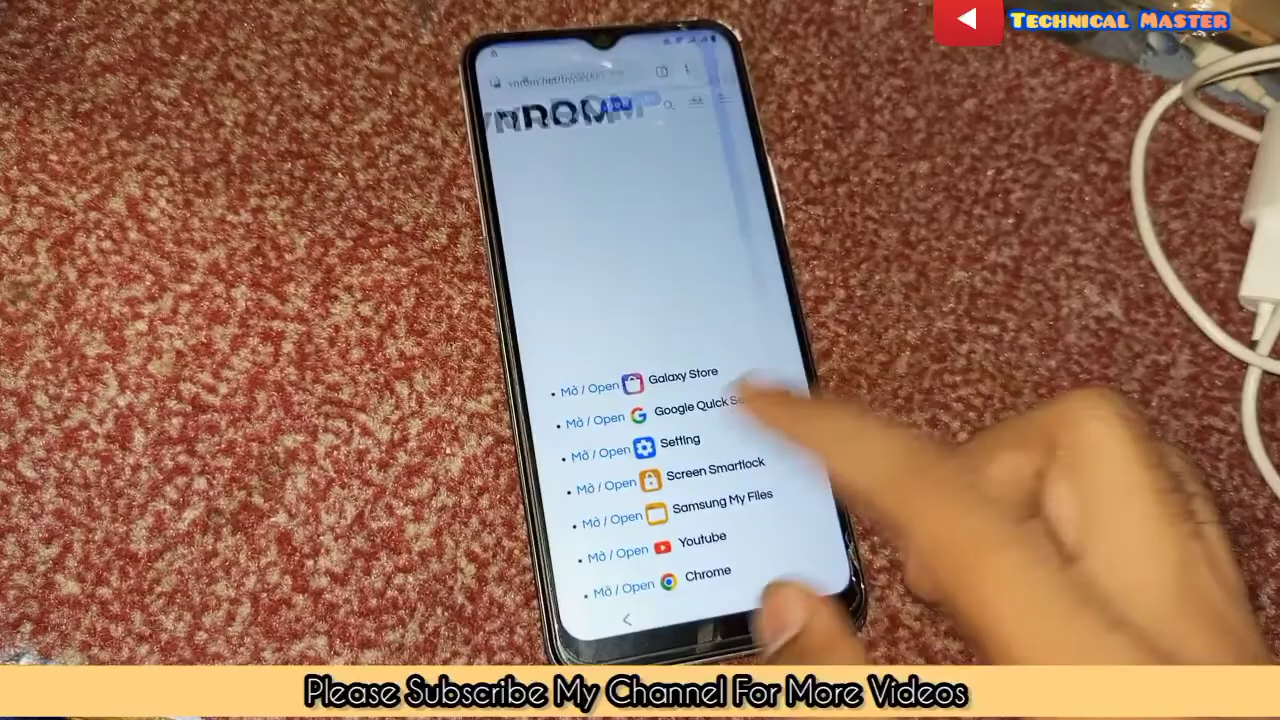 Technical Master
VNROM
Mở / Open Galaxy Store
Mở / Open Google Quick
Mở / Open Setting
Mở / Open Screen Smartlock
Mở / Open Samsung My Files
Mở / Open Youtube
Mở / Open Chrome
Please Subscribe My Channel For More Videos